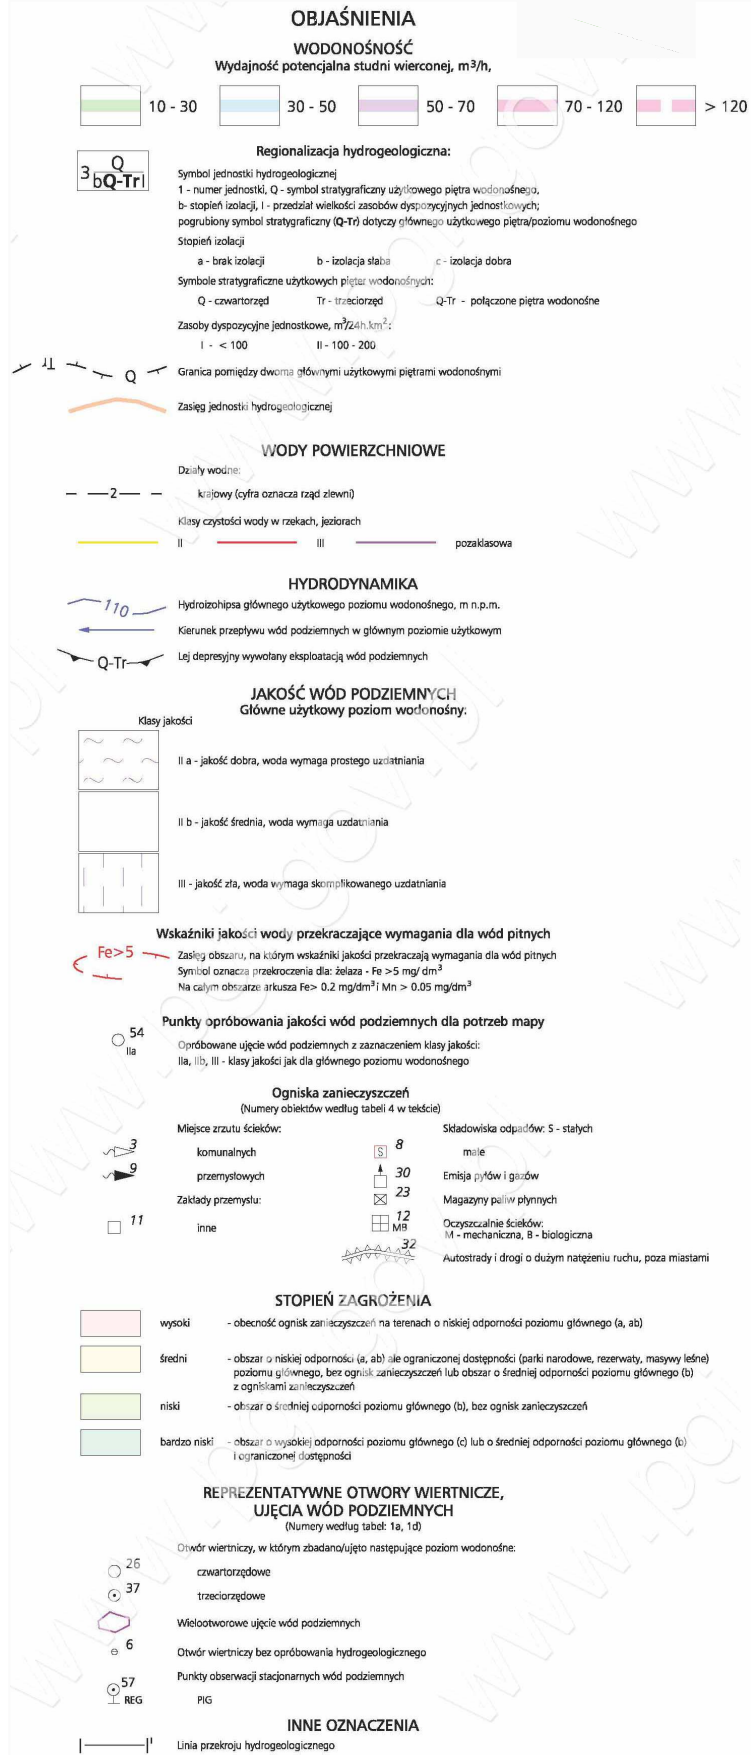 OBJAŚNIENIA
WODONOŚNOŚĆ
Wydajność potencjalna studni wierconej, m³/h,
10 - 30 30 - 50 50 - 70 70 - 120 > 120
Regionalizacja hydrogeologiczna:
3 Q bQ-TrI
Symbol jednostki hydrogeologicznej
1 - numer jednostki, Q - symbol stratygraficzny użytkowego piętra wodonośnego,
b- stopień izolacji, I - przedział wielkości zasobów dyspozycyjnych jednostkowych;
pogrubiony symbol stratygraficzny (Q-Tr) dotyczy głównego użytkowego piętra/poziomu wodonośnego
Stopień izolacji
a - brak izolacji b - izolacja słaba c - izolacja dobra
Symbole stratygraficzne użytkowych pięter wodonośnych:
Q - czwartorzęd Tr - trzeciorzęd Q-Tr - połączone piętra wodonośne
Zasoby dyspozycyjne jednostkowe, m³/24h.km²:
I - < 100 II - 100 - 200
Tr Q Granica pomiędzy dwoma głównymi użytkowymi piętrami wodonośnymi
Zasięg jednostki hydrogeologicznej
WODY POWIERZCHNIOWE
Działy wodne:
2 krajowy (cyfra oznacza rząd zlewni)
Klasy czystości wody w rzekach, jeziorach
II III pozaklasowa
HYDRODYNAMIKA
110 Hydroizohipsa głównego użytkowego poziomu wodonośnego, m n.p.m.
Kierunek przepływu wód podziemnych w głównym poziomie użytkowym
Q-Tr Lej depresyjny wywołany eksploatacją wód podziemnych
JAKOŚĆ WÓD PODZIEMNYCH
Główne użytkowy poziom wodonośny:
Klasy jakości
II a - jakość dobra, woda wymaga prostego uzdatniania
II b - jakość średnia, woda wymaga uzdatniania
III - jakość zła, woda wymaga skomplikowanego uzdatniania
Wskaźniki jakości wody przekraczające wymagania dla wód pitnych
Fe>5 Zasięg obszaru, na którym wskaźniki jakości przekraczają wymagania dla wód pitnych
Symbol oznacza przekroczenia dla: żelaza - Fe >5 mg/ dm³
Na całym obszarze arkusza Fe> 0.2 mg/dm³ i Mn > 0.05 mg/dm³
Punkty opróbowania jakości wód podziemnych dla potrzeb mapy
54 IIa Opróbowane ujęcie wód podziemnych z zaznaczeniem klasy jakości:
IIa, IIb, III - klasy jakości jak dla głównego poziomu wodonośnego
Ogniska zanieczyszczeń
(Numery obiektów według tabeli 4 w tekście)
Miejsce zrzutu ścieków: Składowiska odpadów: S - stałych
3 komunalnych S 8 małe
9 przemysłowych 30 Emisja pyłów i gazów
Zakłady przemysłu: 23 Magazyny paliw płynnych
11 inne 12 MB Oczyszczalnie ścieków:
M - mechaniczna, B - biologiczna
32 Autostrady i drogi o dużym natężeniu ruchu, poza miastami
STOPIEŃ ZAGROŻENIA
wysoki - obecność ognisk zanieczyszczeń na terenach o niskiej odporności poziomu głównego (a, ab)
średni - obszar o niskiej odporności (a, ab) ale ograniczonej dostępności (parki narodowe, rezerwaty, masywy leśne)
poziomu głównego, bez ognisk zanieczyszczeń lub obszar o średniej odporności poziomu głównego (b)
z ogniskami zanieczyszczeń
niski - obszar o średniej odporności poziomu głównego (b), bez ognisk zanieczyszczeń
bardzo niski - obszar o wysokiej odporności poziomu głównego (c) lub o średniej odporności poziomu głównego (b)
i ograniczonej dostępności
REPREZENTATYWNE OTWORY WIERTNICZE,
UJĘCIA WÓD PODZIEMNYCH
(Numery według tabel: 1a, 1d)
Otwór wiertniczy, w którym zbadano/ujęto następujące poziom wodonośne:
26 czwartorzędowe
37 trzeciorzędowe
Wielootworowe ujęcie wód podziemnych
6 Otwór wiertniczy bez opróbowania hydrogeologicznego
Punkty obserwacji stacjonarnych wód podziemnych
57 REG PIG
INNE OZNACZENIA
I I' Linia przekroju hydrogeologicznego